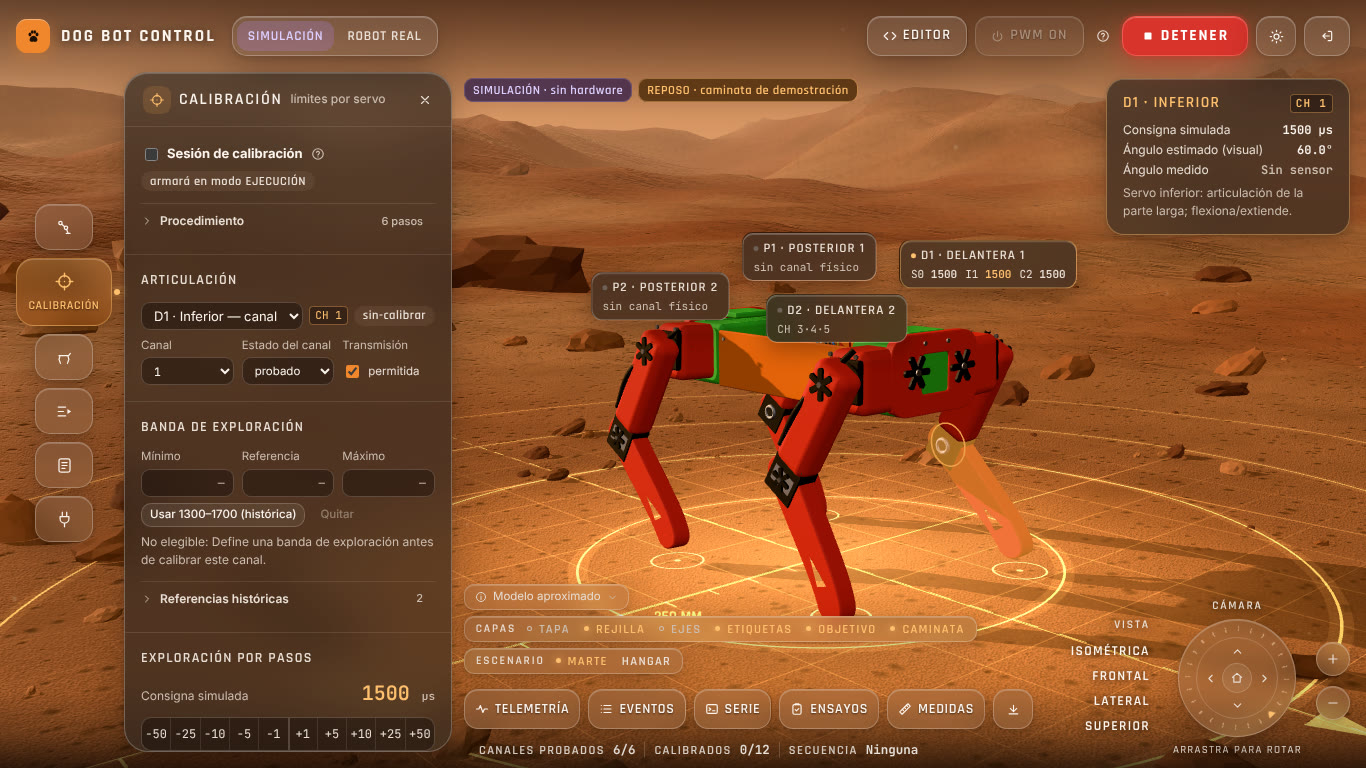 DOG BOT CONTROL
SIMULACIÓN
ROBOT REAL
EDITOR
PWM ON
DETENER
CALIBRACIÓN límites por servo
Sesión de calibración
armará en modo EJECUCIÓN
Procedimiento 6 pasos
ARTICULACIÓN
D1 · Inferior — canal CH 1 sin-calibrar
Canal Estado del canal Transmisión
1 probado permitida
BANDA DE EXPLORACIÓN
Mínimo Referencia Máximo
– – –
Usar 1300–1700 (histórica) Quitar
No elegible: Define una banda de exploración antes
de calibrar este canal.
Referencias históricas 2
EXPLORACIÓN POR PASOS
Consigna simulada 1500 µs
-50 -25 -10 -5 -1 +1 +5 +10 +25 +50
CALIBRACIÓN
SIMULACIÓN · sin hardware
REPOSO · caminata de demostración
D1 · INFERIOR CH 1
Consigna simulada 1500 µs
Ángulo estimado (visual) 60.0°
Ángulo medido Sin sensor
Servo inferior: articulación de la
parte larga; flexiona/extiende.
P1 · POSTERIOR 1
sin canal físico
D1 · DELANTERA 1
S0 1500 I1 1500 C2 1500
P2 · POSTERIOR 2
sin canal físico
D2 · DELANTERA 2
CH 3·4·5
Modelo aproximado
CAPAS TAPA REJILLA EJES ETIQUETAS OBJETIVO CAMINATA
ESCENARIO MARTE HANGAR
TELEMETRÍA
EVENTOS
SERIE
ENSAYOS
MEDIDAS
CANALES PROBADOS 6/6 CALIBRADOS 0/12 SECUENCIA Ninguna
CÁMARA
VISTA
ISOMÉTRICA
FRONTAL
LATERAL
SUPERIOR
ARRASTRA PARA ROTAR